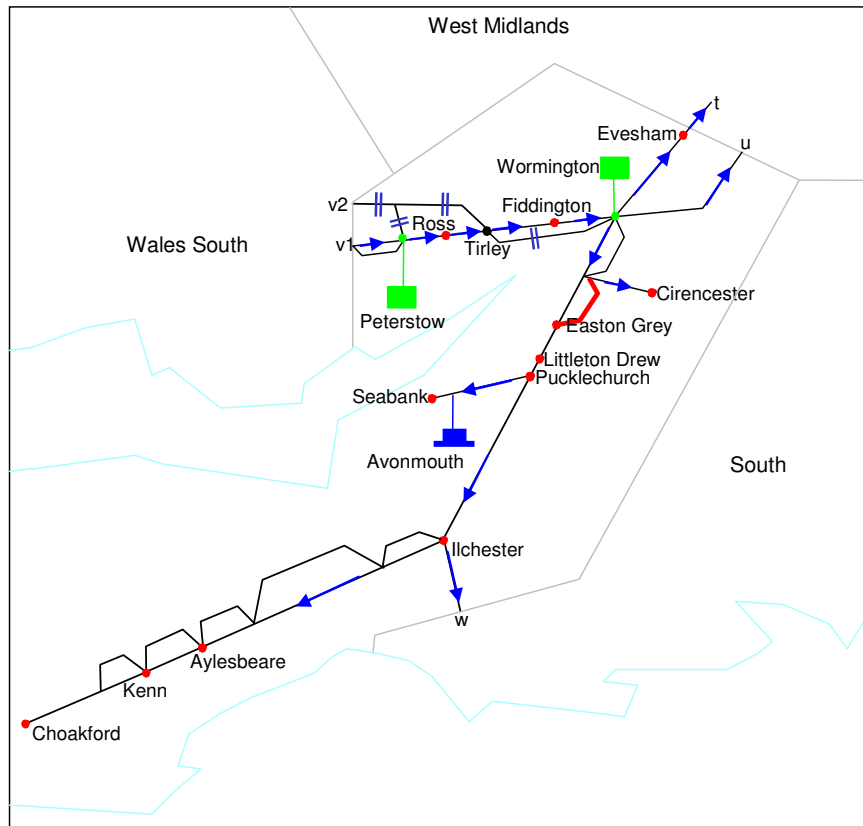 West Midlands
t
Evesham
u
Wormington
v2
Fiddington
Ross
Wales South
v1
Tirley
Cirencester
Peterstow
Easton Grey
Littleton Drew
Pucklechurch
Seabank
Avonmouth
South
Ilchester
w
Aylesbeare
Kenn
Choakford